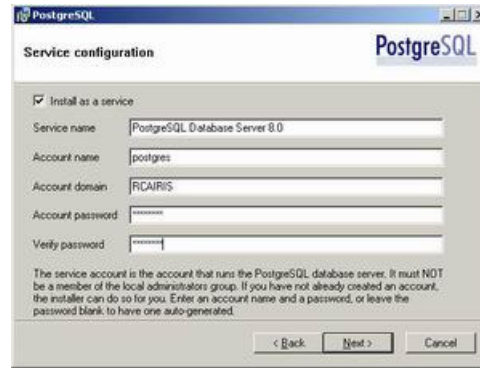 PostgreSQL
Service configuration
PostgreSQL
Install as a service
Service name PostgreSQL Database Server 8.0
Account name postgres
Account domain RCAIRIS
Account password ********
Verify password ********
The service account is the account that runs the PostgreSQL database server. It must NOT
be a member of the local administrators group. If you have not already created an account,
the installer can do so for you. Enter an account name and a password, or leave the
password blank to have one auto-generated.
< Back Next > Cancel